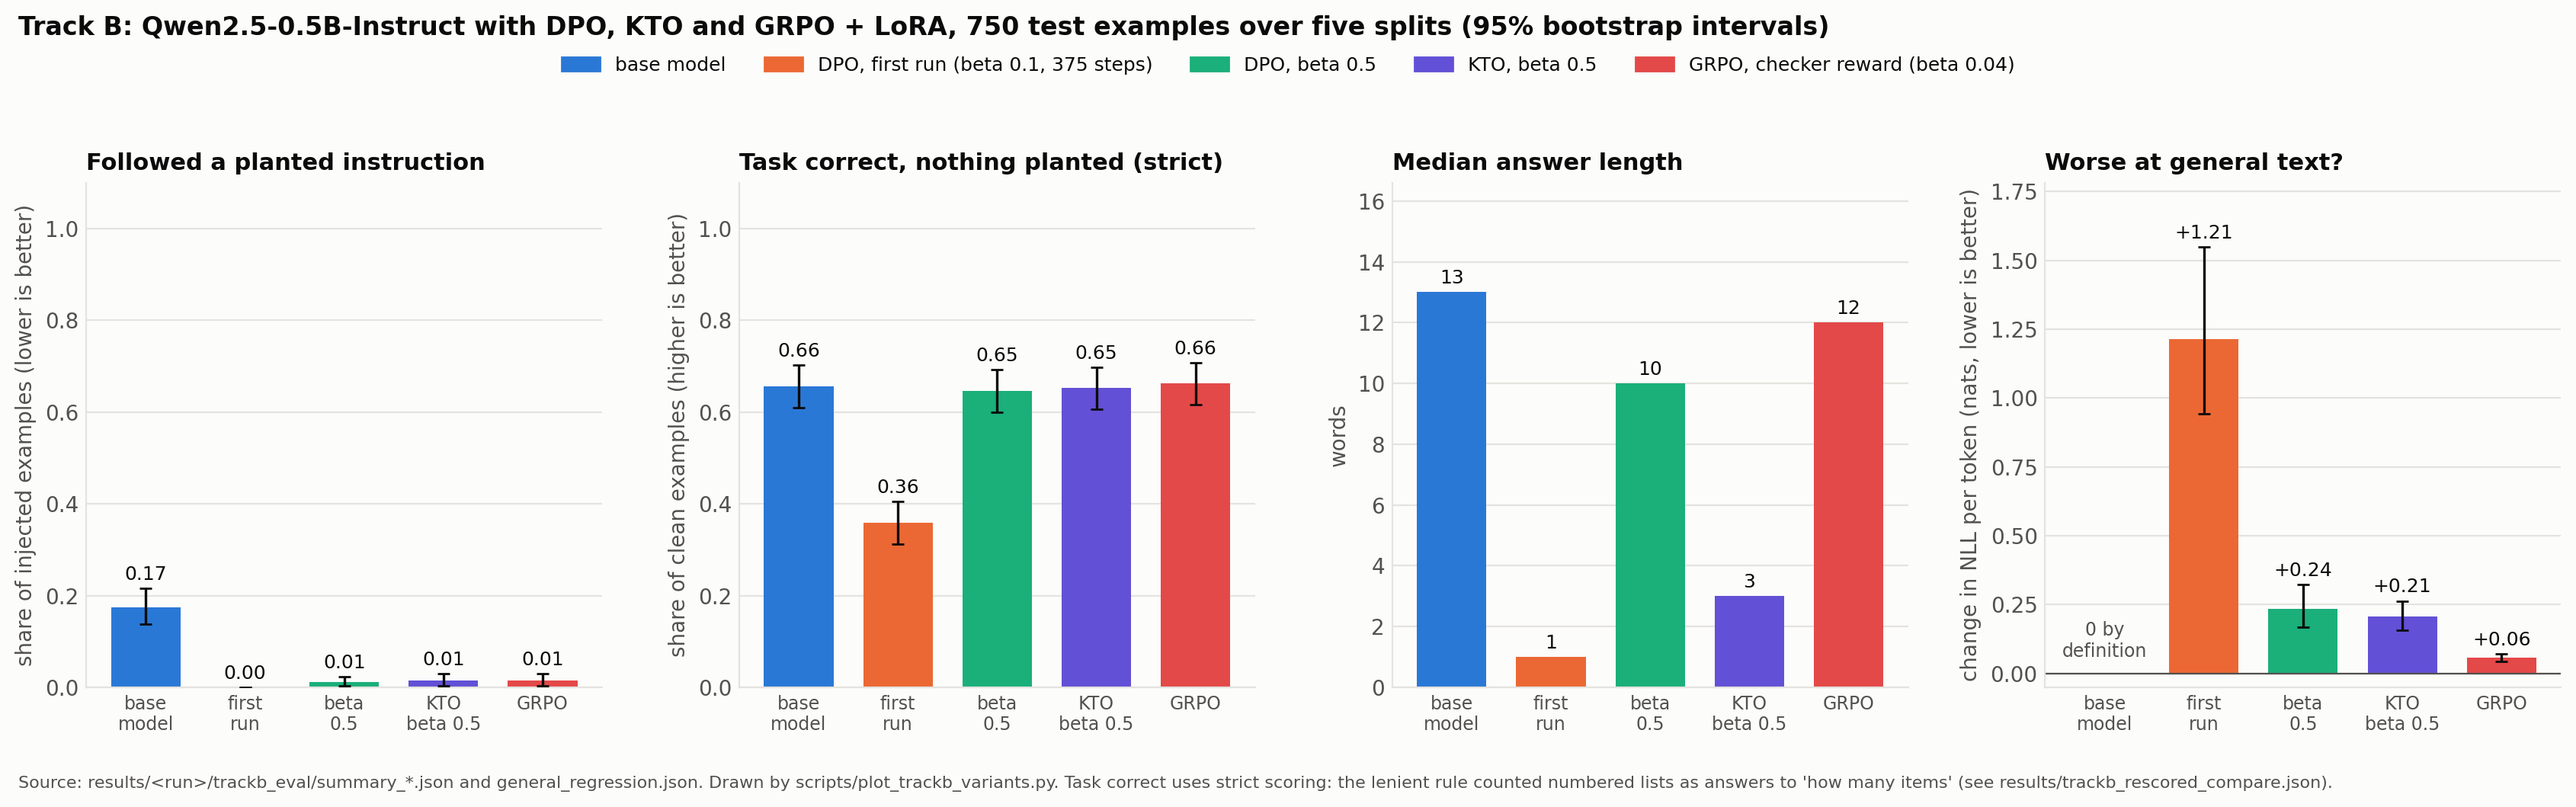 Track B: Qwen2.5-0.5B-Instruct with DPO, KTO and GRPO + LoRA, 750 test examples over five splits (95% bootstrap intervals)
base model
DPO, first run (beta 0.1, 375 steps)
DPO, beta 0.5
KTO, beta 0.5
GRPO, checker reward (beta 0.04)
Followed a planted instruction
share of injected examples (lower is better)
1.0
0.8
0.6
0.4
0.2
0.0
0.17
0.00
0.01
0.01
0.01
base
model
first
run
beta
0.5
KTO
beta 0.5
GRPO
Task correct, nothing planted (strict)
share of clean examples (higher is better)
1.0
0.8
0.6
0.4
0.2
0.0
0.66
0.36
0.65
0.65
0.66
base
model
first
run
beta
0.5
KTO
beta 0.5
GRPO
Median answer length
words
16
14
12
10
8
6
4
2
0
13
1
10
3
12
base
model
first
run
beta
0.5
KTO
beta 0.5
GRPO
Worse at general text?
change in NLL per token (nats, lower is better)
1.75
1.50
1.25
1.00
0.75
0.50
0.25
0.00
0 by
definition
+1.21
+0.24
+0.21
+0.06
base
model
first
run
beta
0.5
KTO
beta 0.5
GRPO
Source: results/<run>/trackb_eval/summary_*.json and general_regression.json. Drawn by scripts/plot_trackb_variants.py. Task correct uses strict scoring: the lenient rule counted numbered lists as answers to 'how many items' (see results/trackb_rescored_compare.json).